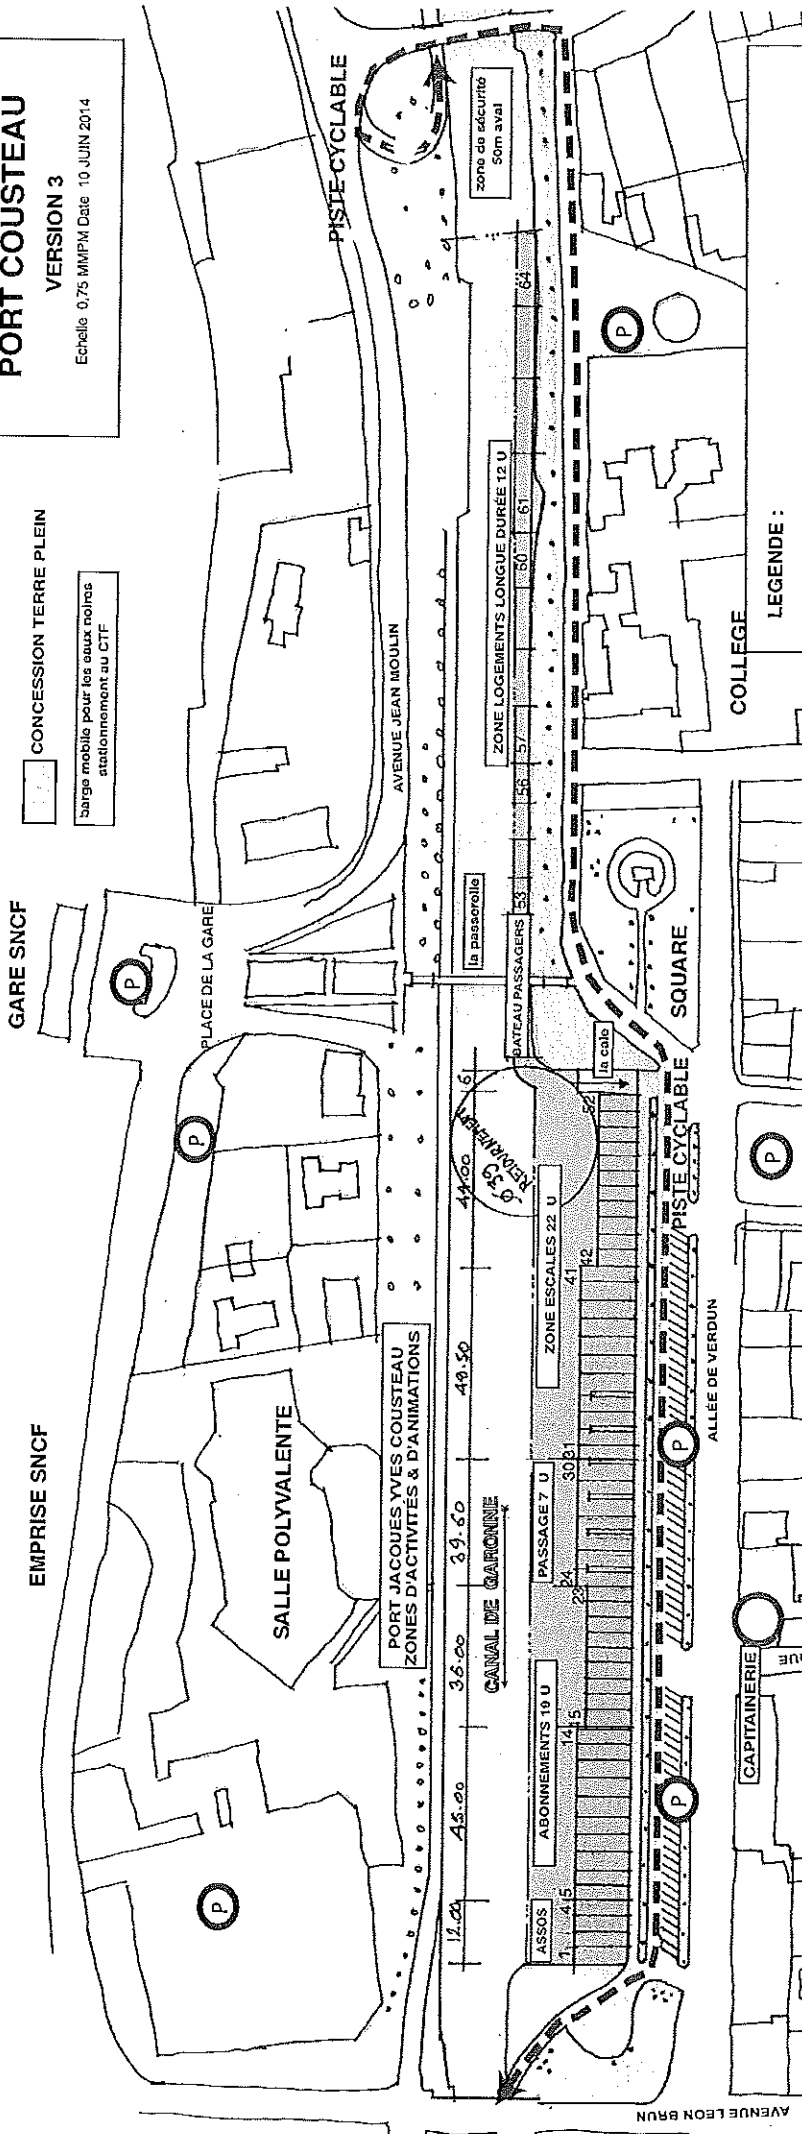 PORT COUSTEAU
VERSION 3
Echelle 0,75 MMPM Date 10 JUIN 2014
CONCESSION TERRE PLEIN
barge mobile pour les eaux noires
stationnement au CTF
GARE SNCF
EMPRISE SNCF
P
PLACE DE LA GARE
P
P
SALLE POLYVALENTE
AVENUE JEAN MOULIN
PISTE CYCLABLE
PORT JACQUES YVES COUSTEAU
ZONES D'ACTIVITÉS & D'ANIMATIONS
12.00
45.00
36.00
39.60
49.50
44.00
6
CANAL DE GARONNE
la passerelle
zone de sécurité
50m aval
Ø 39
RETOURNEMENT
ASSOS
ABONNEMENTS 19 U
PASSAGE 7 U
ZONE ESCALES 22 U
BATEAU PASSAGERS
ZONE LOGEMENTS LONGUE DURÉE 12 U
1
4
5
14
15
23
24
30
31
41
42
52
53
56
57
60
61
64
la cale
PISTE CYCLABLE
SQUARE
COLLEGE
P
P
P
P
ALLÉE DE VERDUN
CAPITAINERIE
LEGENDE :
AVENUE LEON BRUN